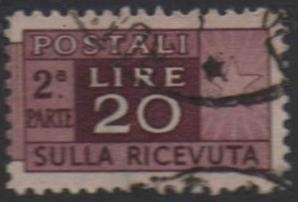 POSTALI
2ª LIRE
PARTE 20
SULLA RICEVUTA